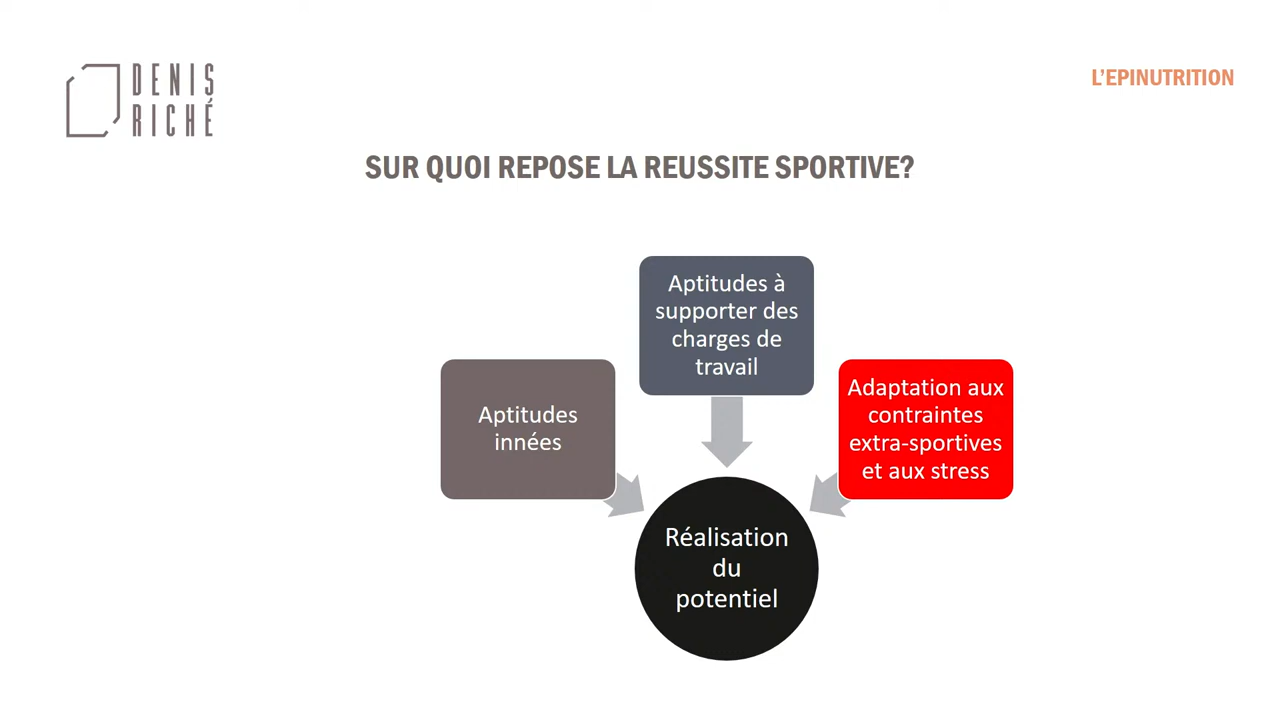 DENIS
RICHÉ
L'EPINUTRITION
SUR QUOI REPOSE LA REUSSITE SPORTIVE?
Aptitudes à
supporter des
charges de
travail
Aptitudes
innées
Adaptation aux
contraintes
extra-sportives
et aux stress
Réalisation
du
potentiel